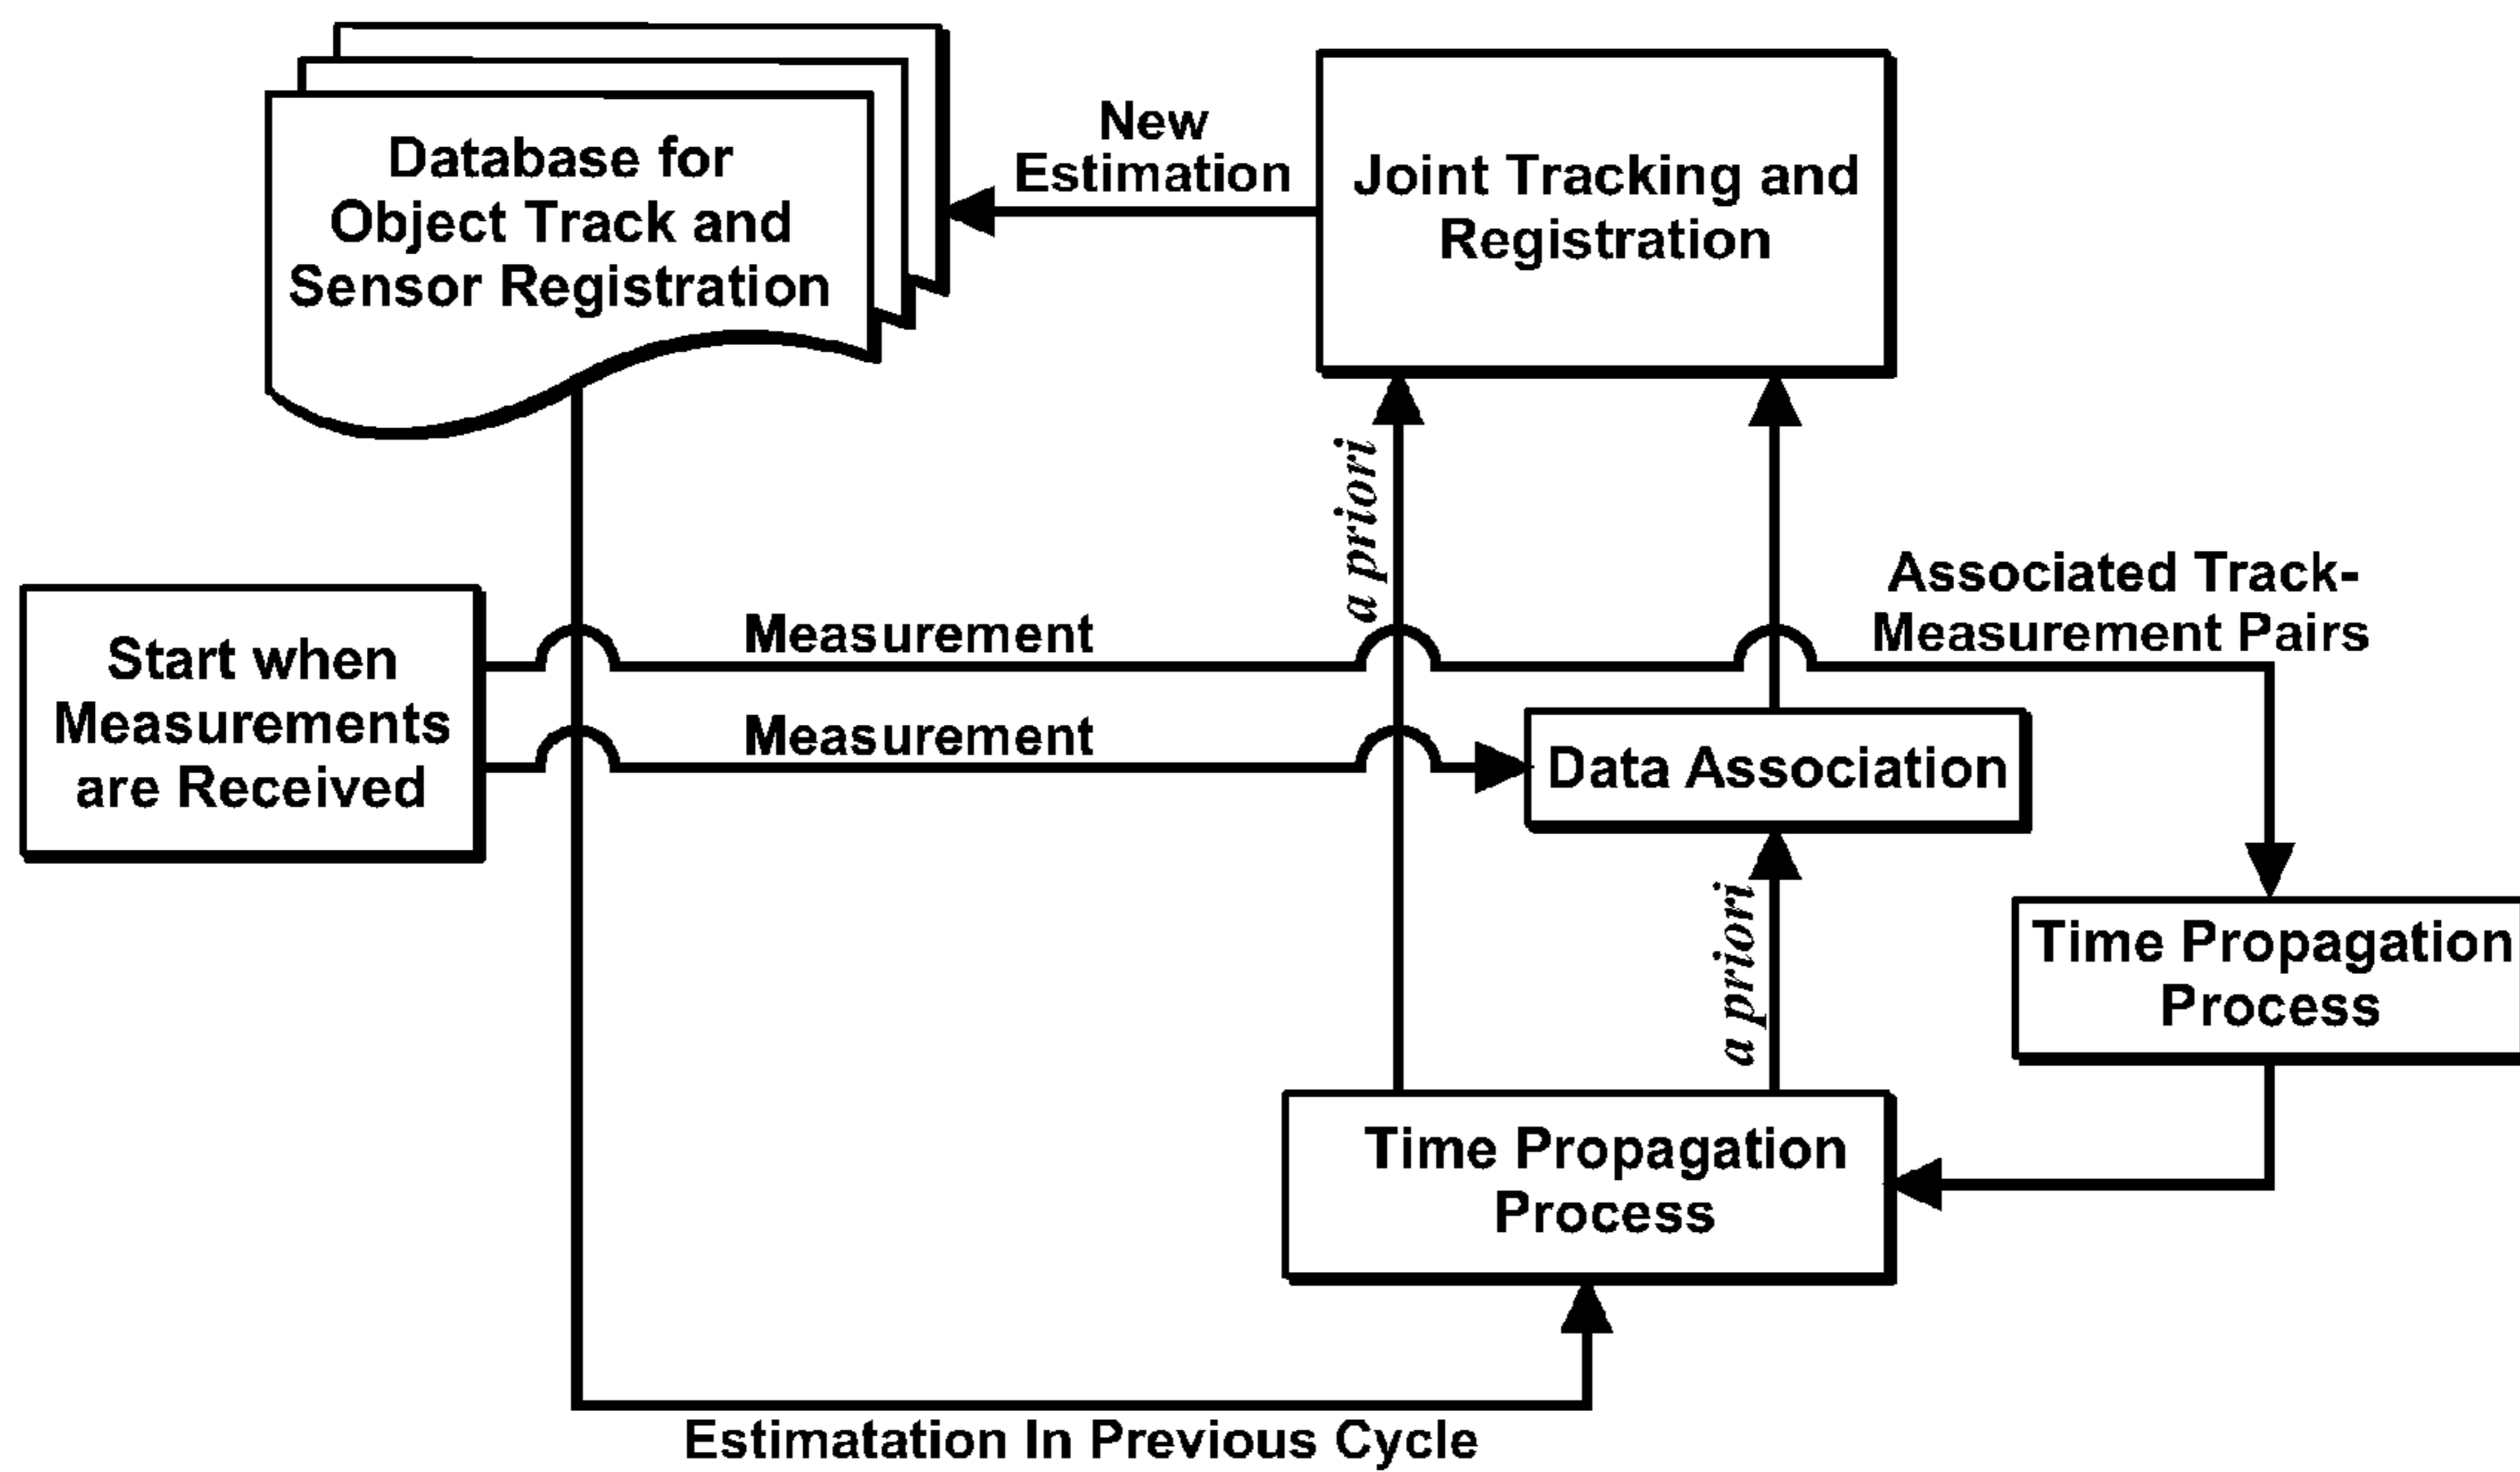 Database for
Object Track and
Sensor Registration
New
Estimation
Joint Tracking and
Registration
a priori
Associated Track-
Measurement Pairs
Start when
Measurements
are Received
Measurement
Measurement
Data Association
a priori
Time Propagation
Process
Time Propagation
Process
Estimatation In Previous Cycle